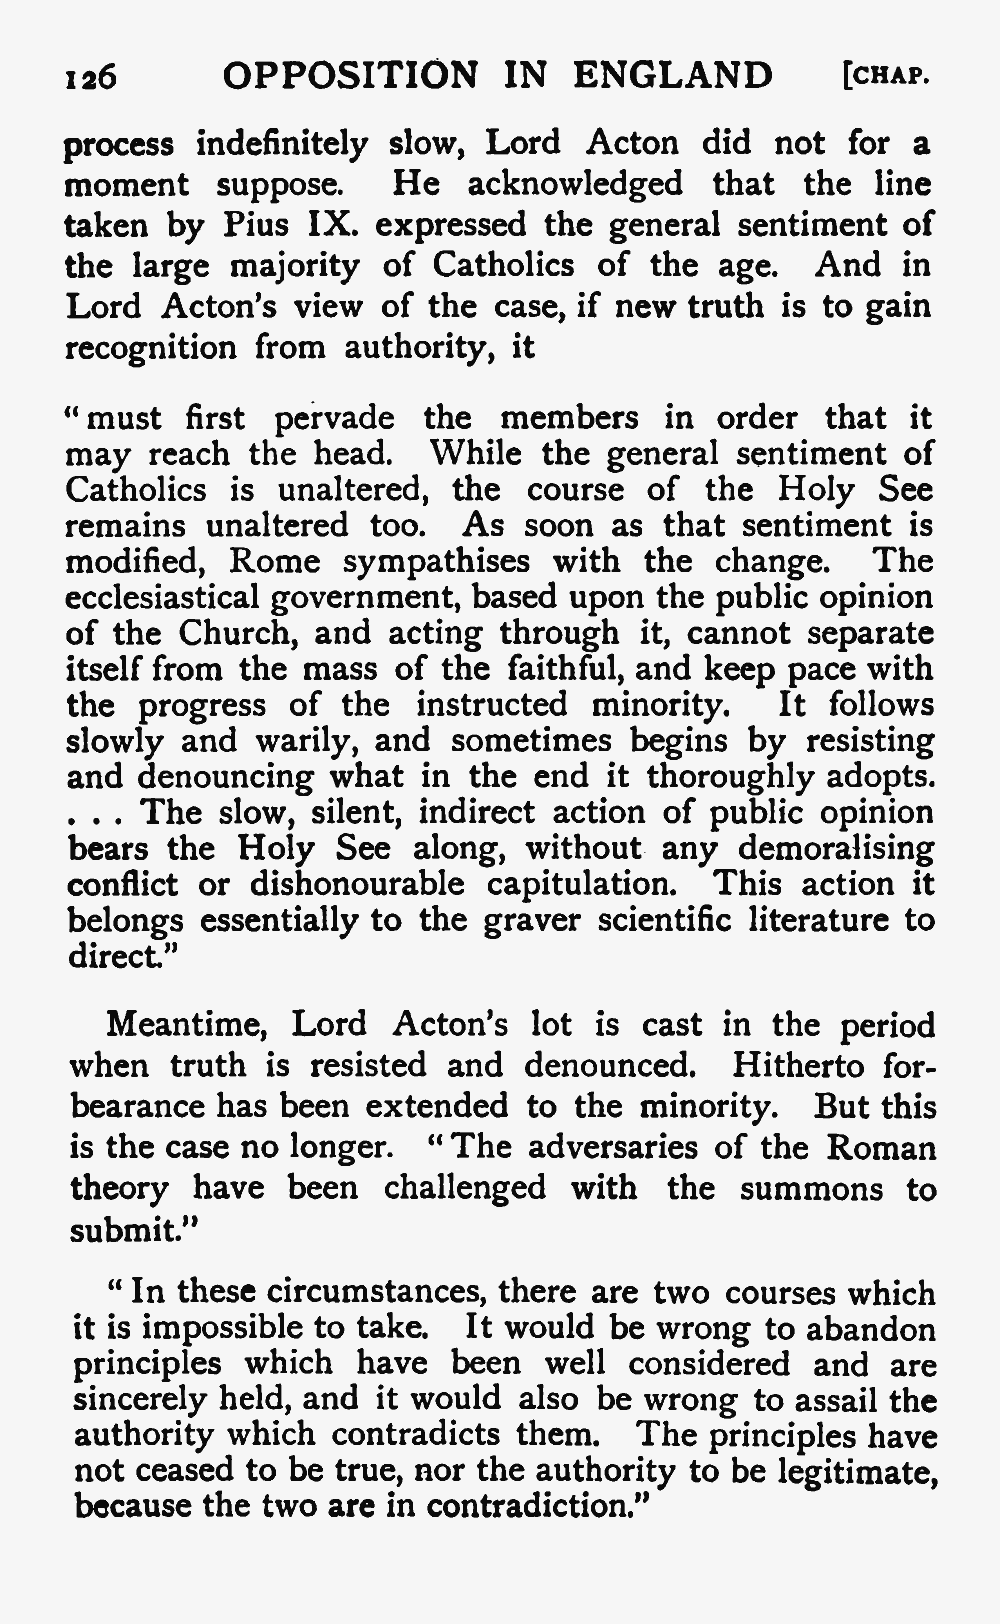 126 OPPOSITION IN ENGLAND [CHAP.
process indefinitely slow, Lord Acton did not for a
moment suppose. He acknowledged that the line
taken by Pius IX. expressed the general sentiment of
the large majority of Catholics of the age. And in
Lord Acton's view of the case, if new truth is to gain
recognition from authority, it
“must first pervade the members in order that it
may reach the head. While the general sentiment of
Catholics is unaltered, the course of the Holy See
remains unaltered too. As soon as that sentiment is
modified, Rome sympathises with the change. The
ecclesiastical government, based upon the public opinion
of the Church, and acting through it, cannot separate
itself from the mass of the faithful, and keep pace with
the progress of the instructed minority. It follows
slowly and warily, and sometimes begins by resisting
and denouncing what in the end it thoroughly adopts.
. . . The slow, silent, indirect action of public opinion
bears the Holy See along, without any demoralising
conflict or dishonourable capitulation. This action it
belongs essentially to the graver scientific literature to
direct.”
Meantime, Lord Acton's lot is cast in the period
when truth is resisted and denounced. Hitherto for-
bearance has been extended to the minority. But this
is the case no longer. “The adversaries of the Roman
theory have been challenged with the summons to
submit.”
“In these circumstances, there are two courses which
it is impossible to take. It would be wrong to abandon
principles which have been well considered and are
sincerely held, and it would also be wrong to assail the
authority which contradicts them. The principles have
not ceased to be true, nor the authority to be legitimate,
because the two are in contradiction.”